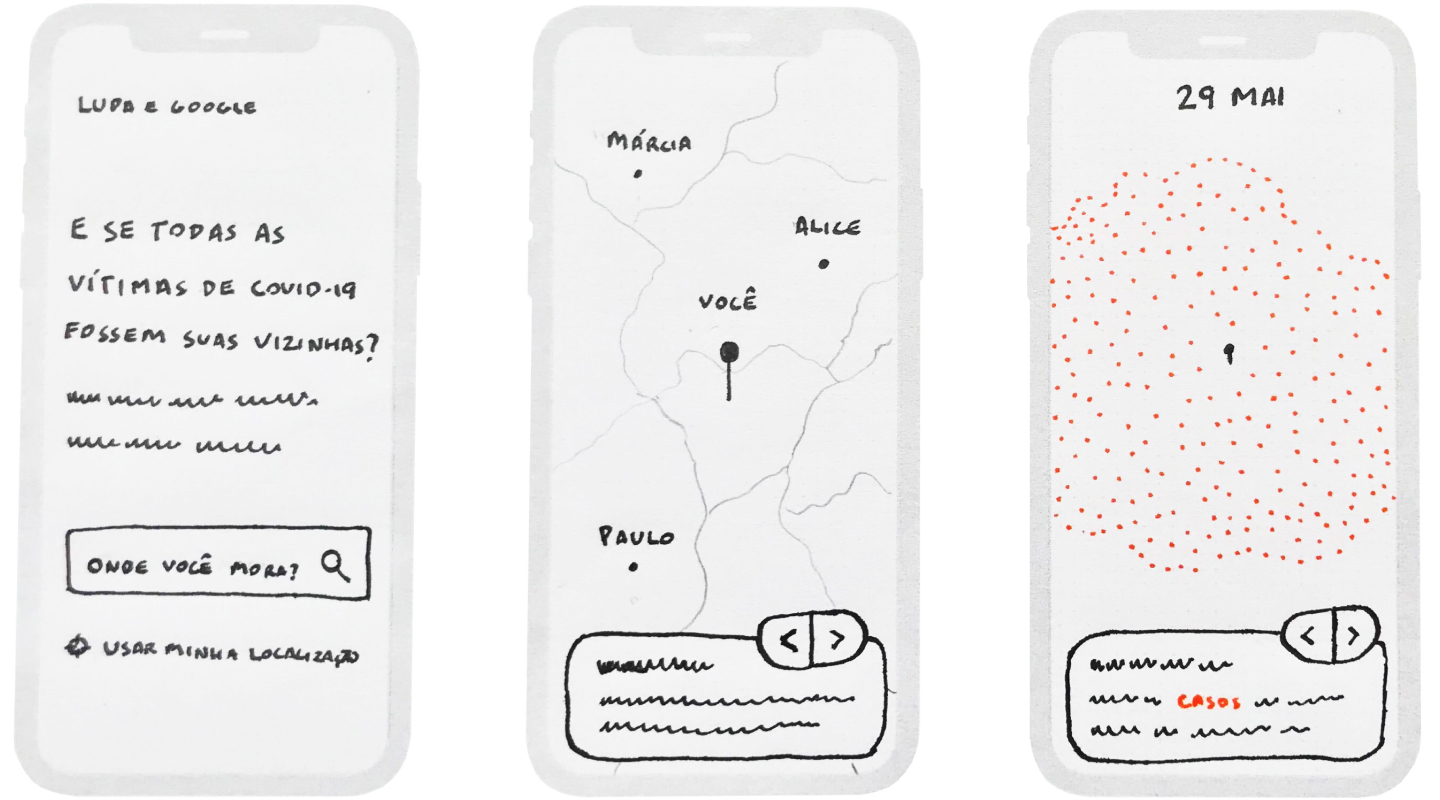 LUPA E GOOGLE
E SE TODAS AS
VÍTIMAS DE COVID-19
FOSSEM SUAS VIZINHAS?
ONDE VOCÊ MORA?
USAR MINHA LOCALIZAÇÃO
MÁRCIA
ALICE
VOCÊ
PAULO
< >
29 MAI
< >
CASOS